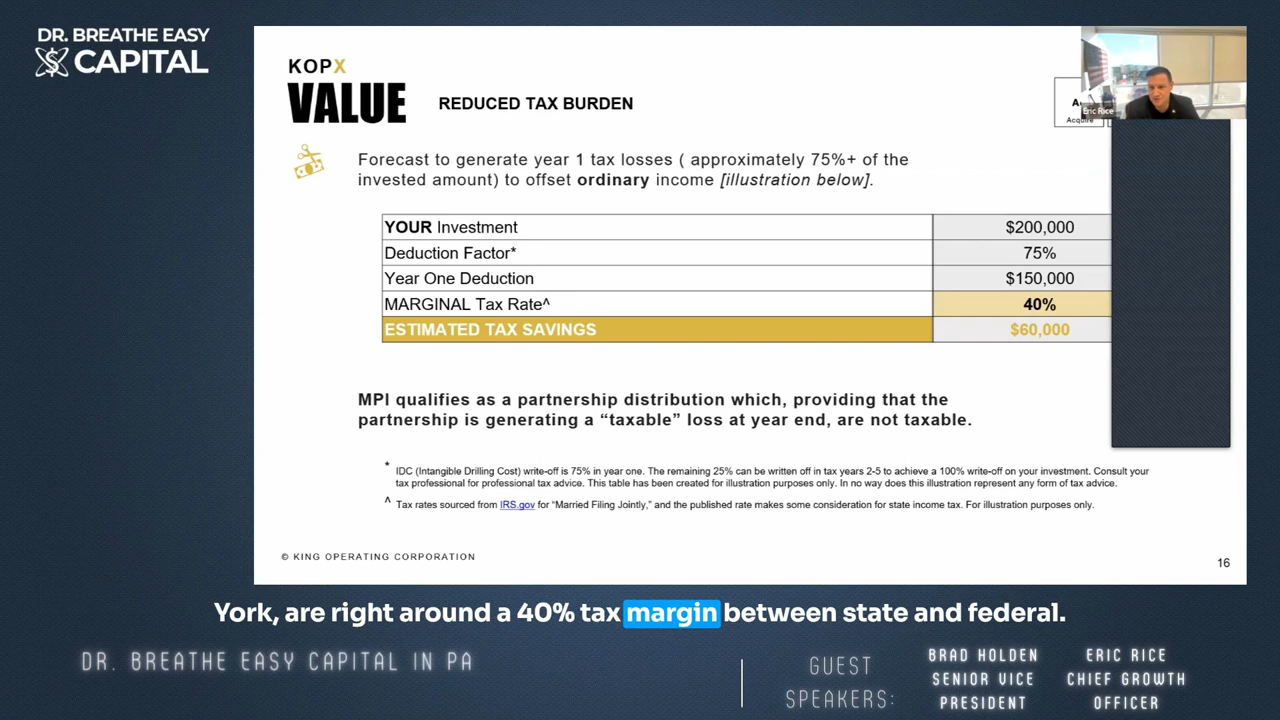 DR. BREATHE EASY
CAPITAL
KOPX
VALUE
REDUCED TAX BURDEN
Acquire
Eric Rice
Forecast to generate year 1 tax losses ( approximately 75%+ of the
invested amount) to offset ordinary income [illustration below].
YOUR Investment $200,000
Deduction Factor* 75%
Year One Deduction $150,000
MARGINAL Tax Rate^ 40%
ESTIMATED TAX SAVINGS $60,000
MPI qualifies as a partnership distribution which, providing that the
partnership is generating a “taxable” loss at year end, are not taxable.
* IDC (Intangible Drilling Cost) write-off is 75% in year one. The remaining 25% can be written off in tax years 2-5 to achieve a 100% write-off on your investment. Consult your
tax professional for professional tax advice. This table has been created for illustration purposes only. In no way does this illustration represent any form of tax advice.
^ Tax rates sourced from IRS.gov for “Married Filing Jointly,” and the published rate makes some consideration for state income tax. For illustration purposes only.
© KING OPERATING CORPORATION
16
York, are right around a 40% tax margin between state and federal.
DR. BREATHE EASY CAPITAL IN PA
GUEST
SPEAKERS:
BRAD HOLDEN
SENIOR VICE
PRESIDENT
ERIC RICE
CHIEF GROWTH
OFFICER